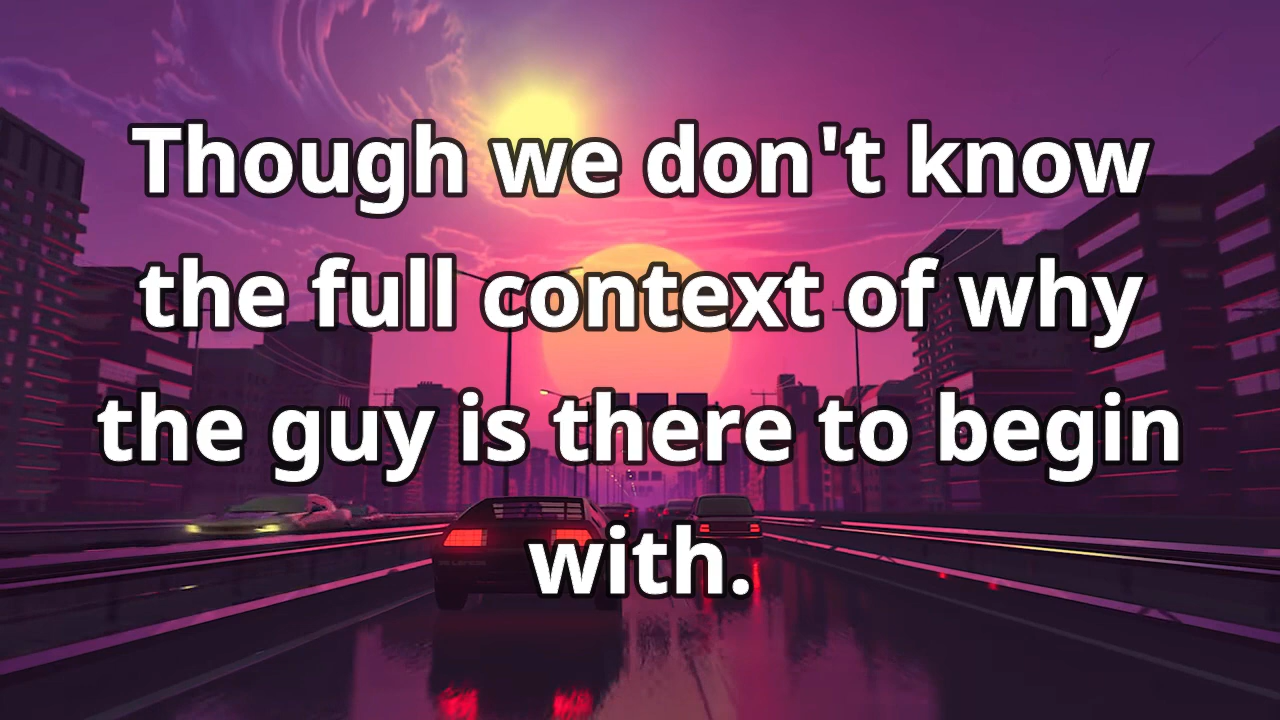 Though we don't know
the full context of why
the guy is there to begin
with.